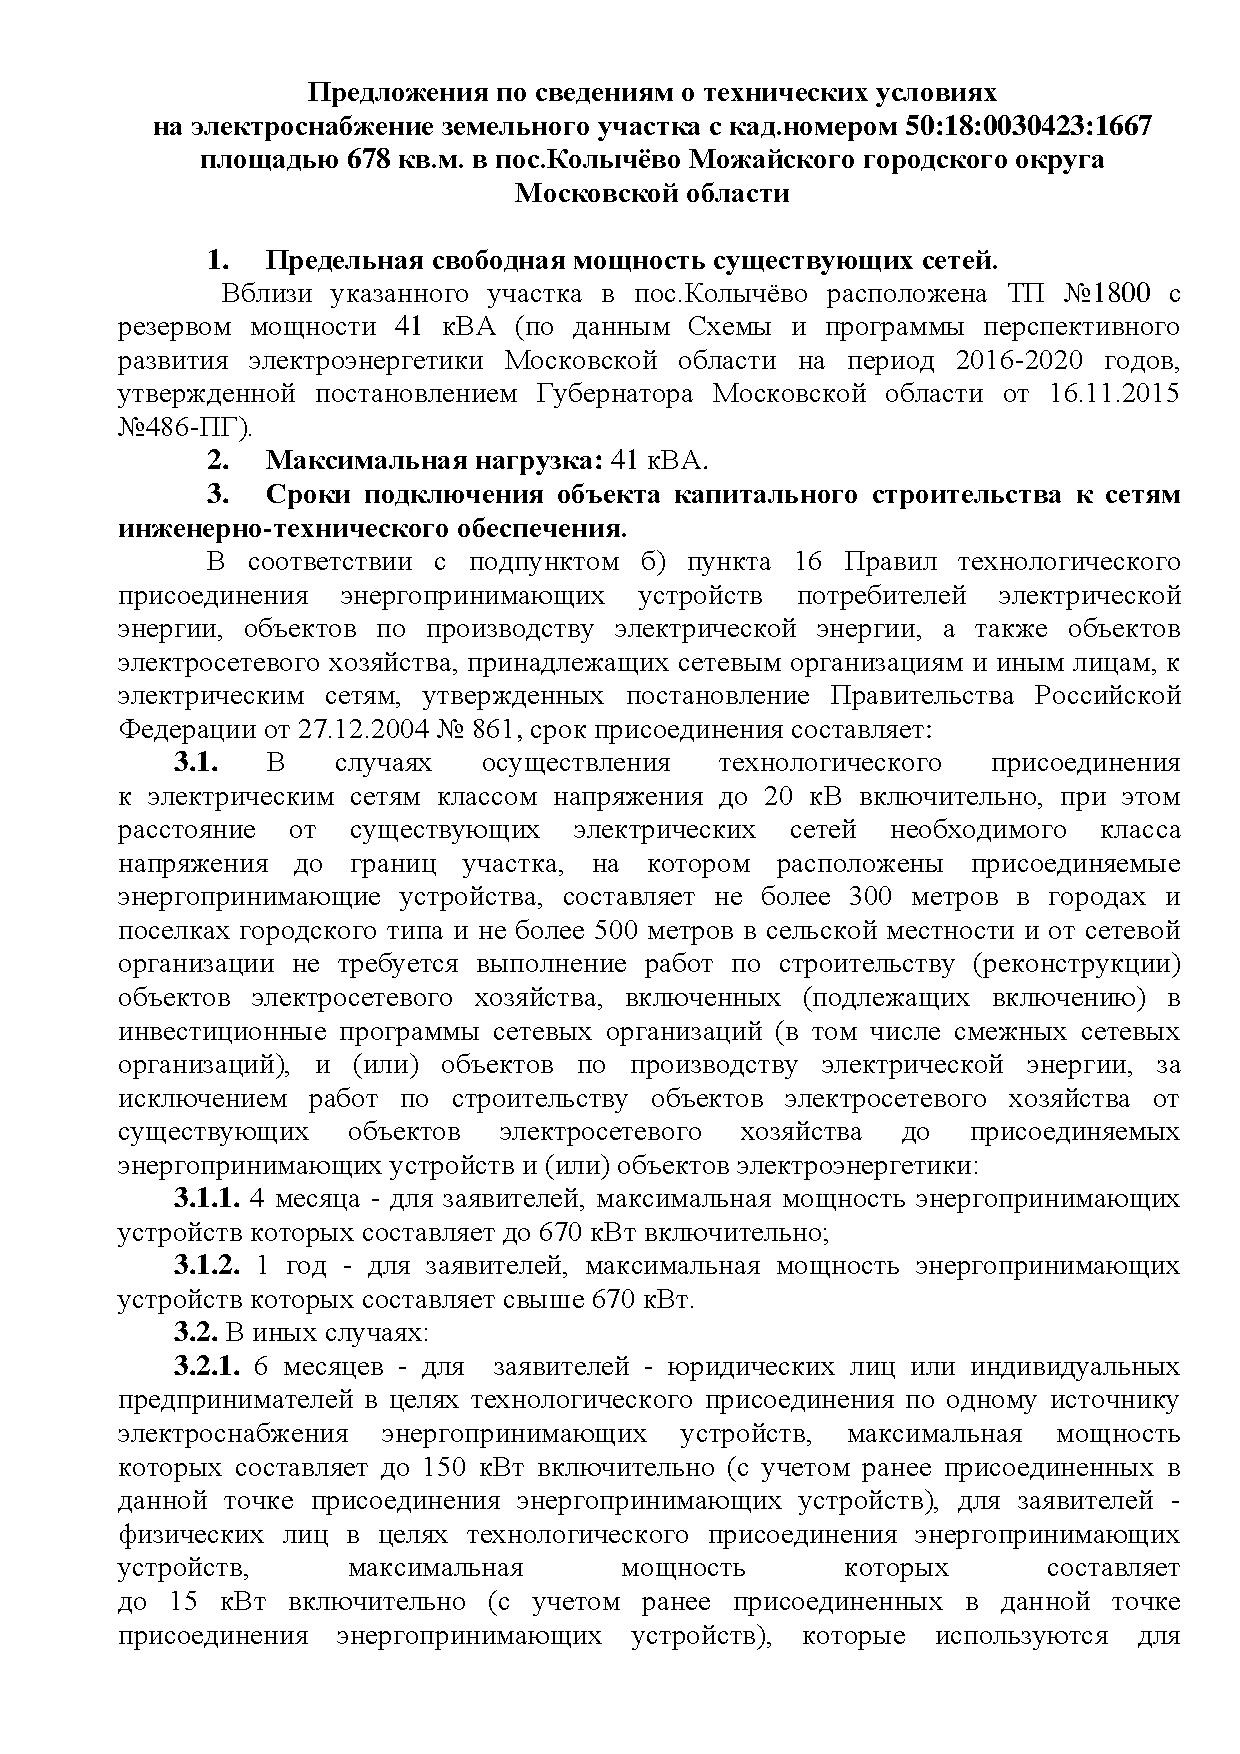 Предложения по сведениям о технических условиях
на электроснабжение земельного участка с кад.номером 50:18:0030423:1667
площадью 678 кв.м. в пос.Колычёво Можайского городского округа
Московской области
1. Предельная свободная мощность существующих сетей.
Вблизи указанного участка в пос.Колычёво расположена ТП №1800 с
резервом мощности 41 кВА (по данным Схемы и программы перспективного
развития электроэнергетики Московской области на период 2016-2020 годов,
утвержденной постановлением Губернатора Московской области от 16.11.2015
№486-ПГ).
2. Максимальная нагрузка: 41 кВА.
3. Сроки подключения объекта капитального строительства к сетям
инженерно-технического обеспечения.
В соответствии с подпунктом б) пункта 16 Правил технологического
присоединения энергопринимающих устройств потребителей электрической
энергии, объектов по производству электрической энергии, а также объектов
электросетевого хозяйства, принадлежащих сетевым организациям и иным лицам, к
электрическим сетям, утвержденных постановление Правительства Российской
Федерации от 27.12.2004 № 861, срок присоединения составляет:
3.1. В случаях осуществления технологического присоединения
к электрическим сетям классом напряжения до 20 кВ включительно, при этом
расстояние от существующих электрических сетей необходимого класса
напряжения до границ участка, на котором расположены присоединяемые
энергопринимающие устройства, составляет не более 300 метров в городах и
поселках городского типа и не более 500 метров в сельской местности и от сетевой
организации не требуется выполнение работ по строительству (реконструкции)
объектов электросетевого хозяйства, включенных (подлежащих включению) в
инвестиционные программы сетевых организаций (в том числе смежных сетевых
организаций), и (или) объектов по производству электрической энергии, за
исключением работ по строительству объектов электросетевого хозяйства от
существующих объектов электросетевого хозяйства до присоединяемых
энергопринимающих устройств и (или) объектов электроэнергетики:
3.1.1. 4 месяца - для заявителей, максимальная мощность энергопринимающих
устройств которых составляет до 670 кВт включительно;
3.1.2. 1 год - для заявителей, максимальная мощность энергопринимающих
устройств которых составляет свыше 670 кВт.
3.2. В иных случаях:
3.2.1. 6 месяцев - для заявителей - юридических лиц или индивидуальных
предпринимателей в целях технологического присоединения по одному источнику
электроснабжения энергопринимающих устройств, максимальная мощность
которых составляет до 150 кВт включительно (с учетом ранее присоединенных в
данной точке присоединения энергопринимающих устройств), для заявителей -
физических лиц в целях технологического присоединения энергопринимающих
устройств, максимальная мощность которых составляет
до 15 кВт включительно (с учетом ранее присоединенных в данной точке
присоединения энергопринимающих устройств), которые используются для